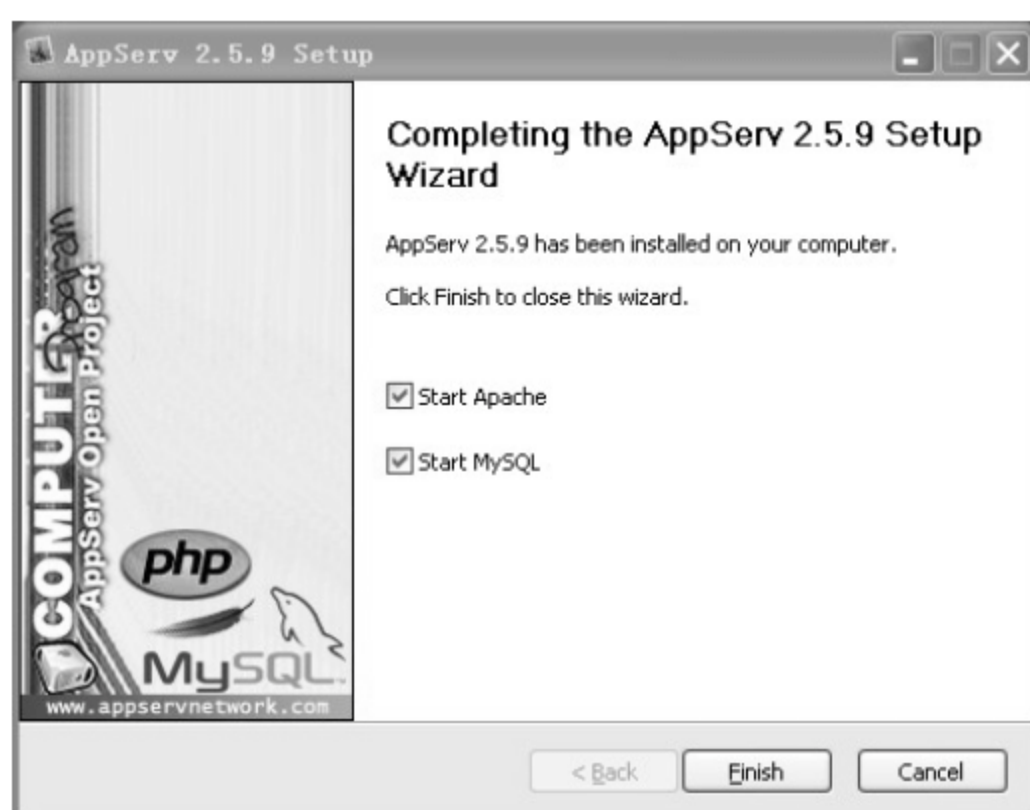 AppServ 2.5.9 Setup
Completing the AppServ 2.5.9 Setup
Wizard
AppServ 2.5.9 has been installed on your computer.
Click Finish to close this wizard.
Start Apache
Start MySQL
COMPUTER
Program
AppServ Open Project
php
MySQL
www.appservnetwork.com
< Back
Finish
Cancel